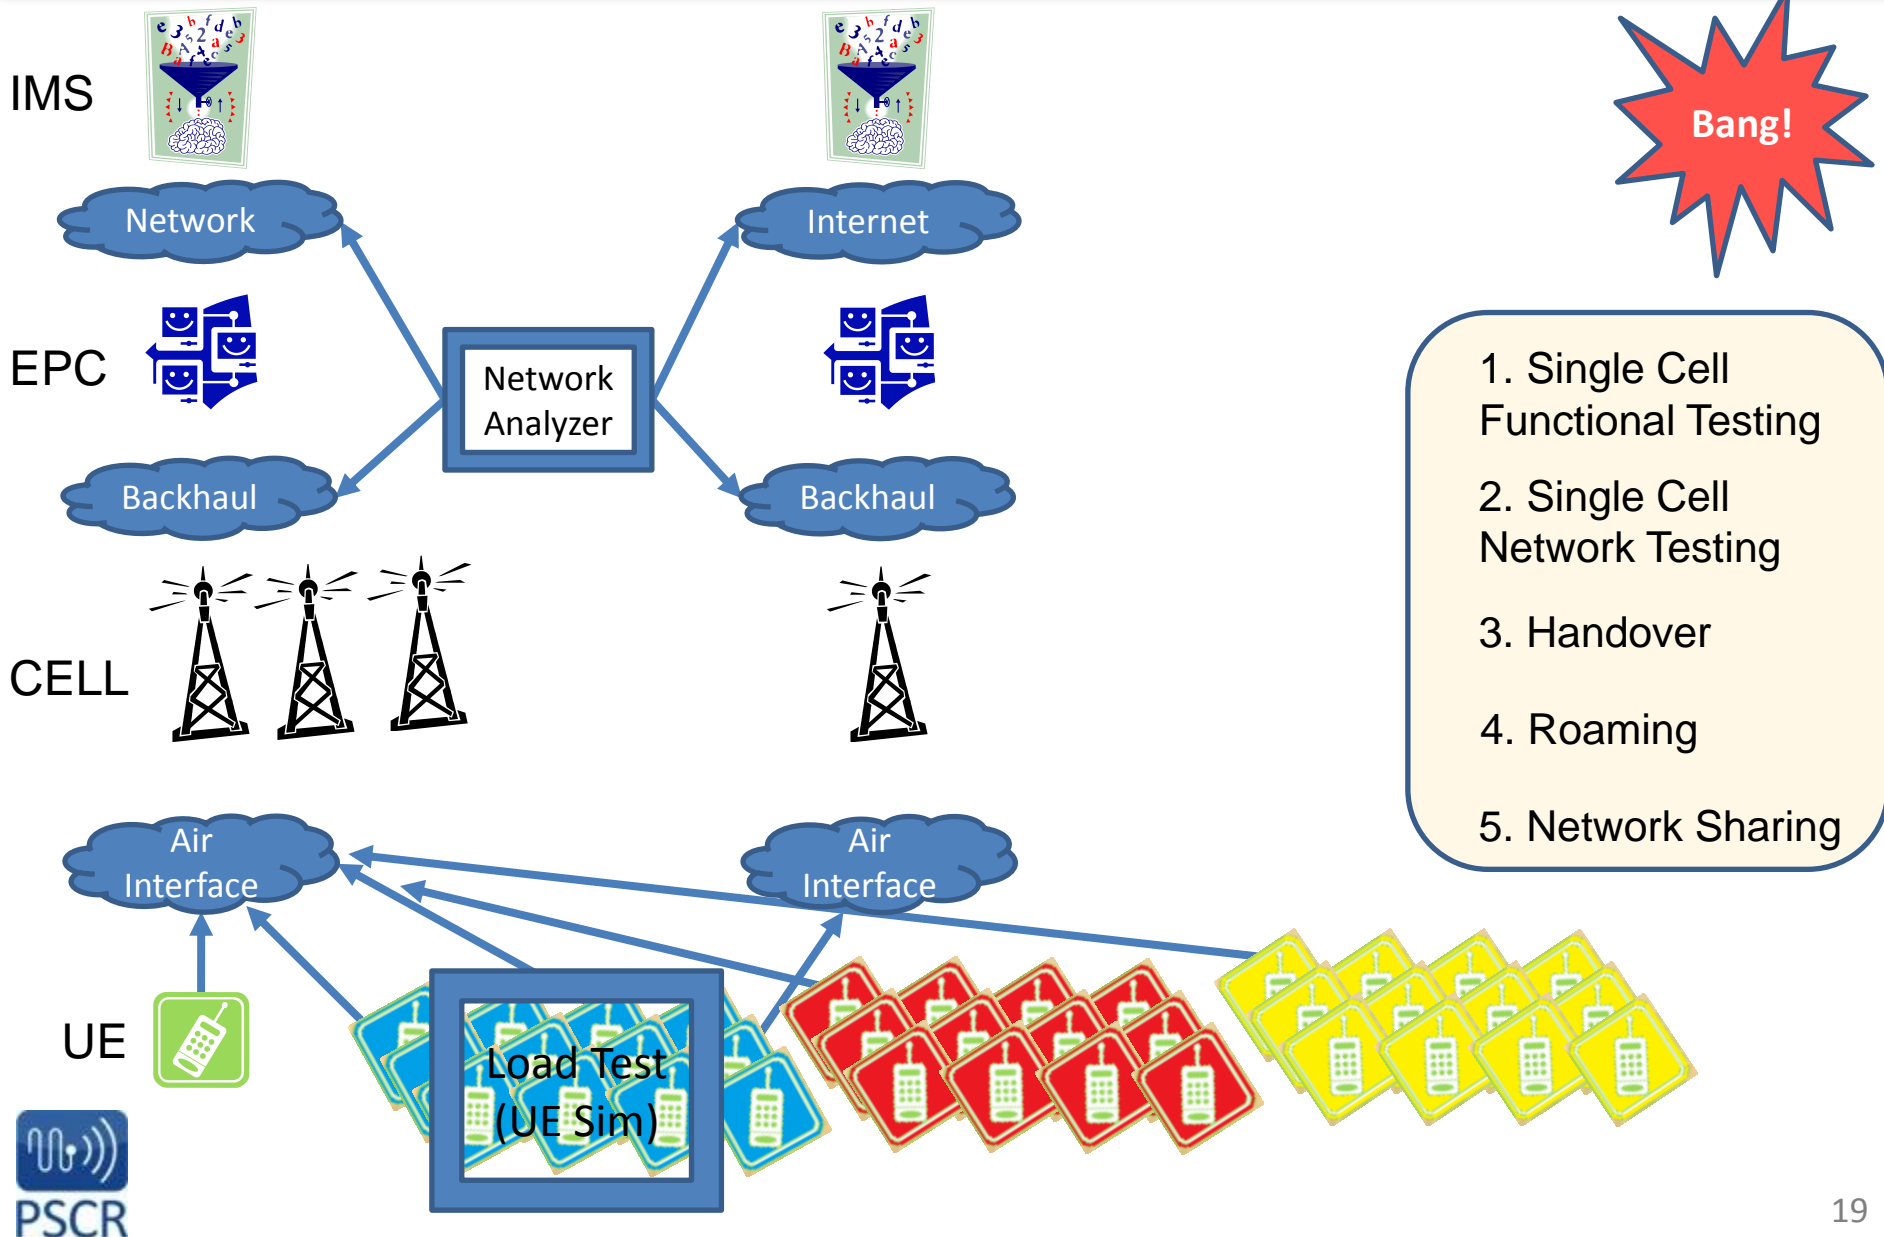 IMS
Bang!
Network
Internet
EPC
Network
Analyzer
Backhaul
Backhaul
CELL
1. Single Cell
Functional Testing
2. Single Cell
Network Testing
3. Handover
4. Roaming
5. Network Sharing
Air
Interface
Air
Interface
UE
Load Test
(UE Sim)
PSCR
19